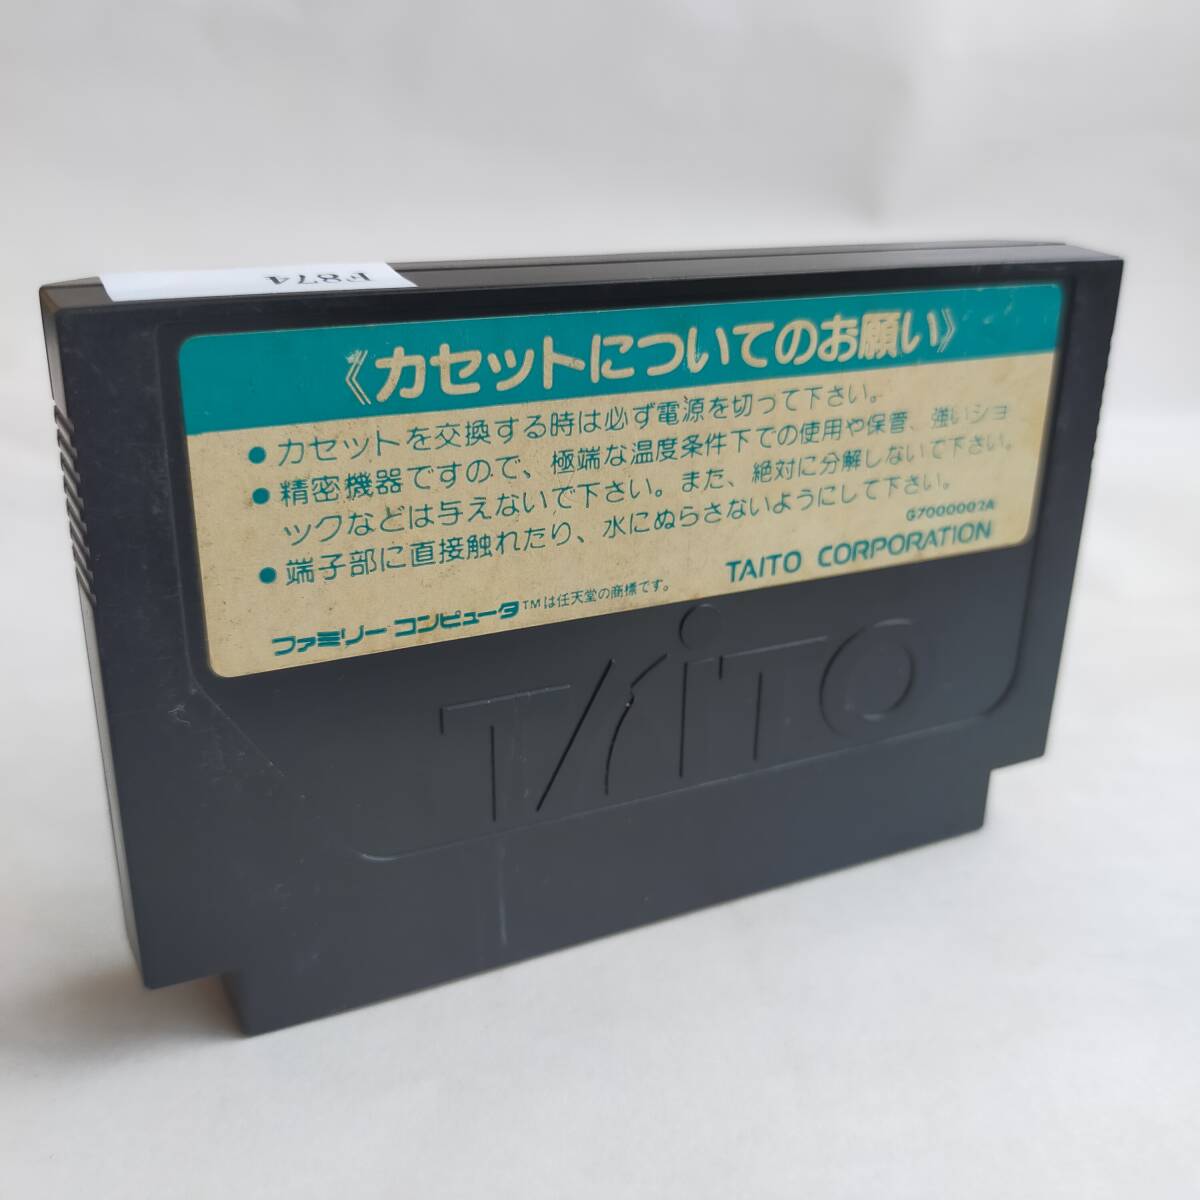 F874
《カセットについてのお願い》
● カセットを交換する時は必ず電源を切って下さい。
● 精密機器ですので、極端な温度条件下での使用や保管、強いショ
ックなどは与えないで下さい。また、絶対に分解しないで下さい。
● 端子部に直接触れたり、水にぬらさないようにして下さい。
G7000002A
ファミリーコンピュータ™は任天堂の商標です。
TAITO CORPORATION
TAITO